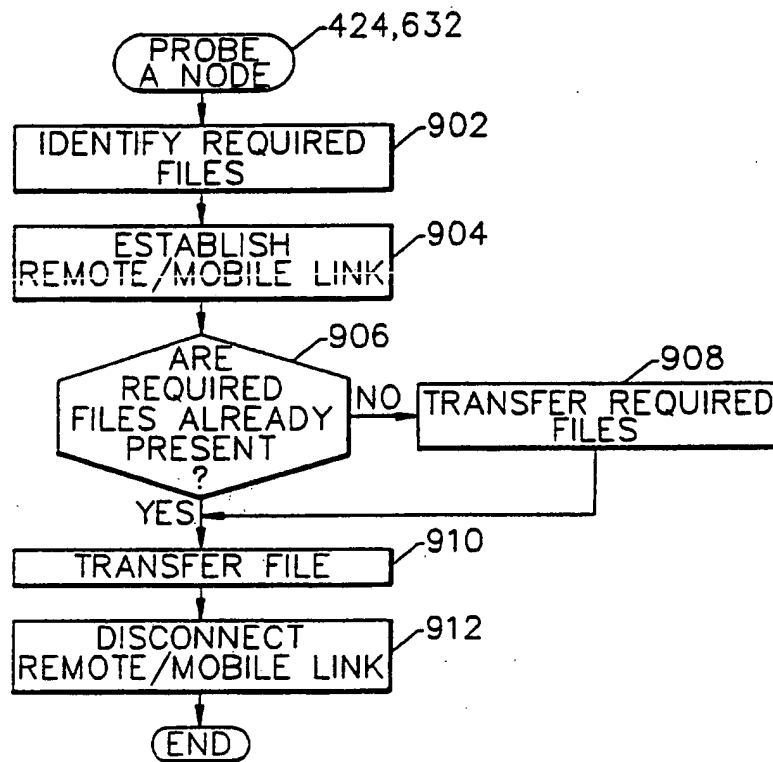 424,632
PROBE
A NODE
902
IDENTIFY REQUIRED
FILES
904
ESTABLISH
REMOTE/MOBILE LINK
906
ARE
REQUIRED
FILES ALREADY
PRESENT
?
NO
908
TRANSFER REQUIRED
FILES
YES
910
TRANSFER FILE
912
DISCONNECT
REMOTE/MOBILE LINK
END